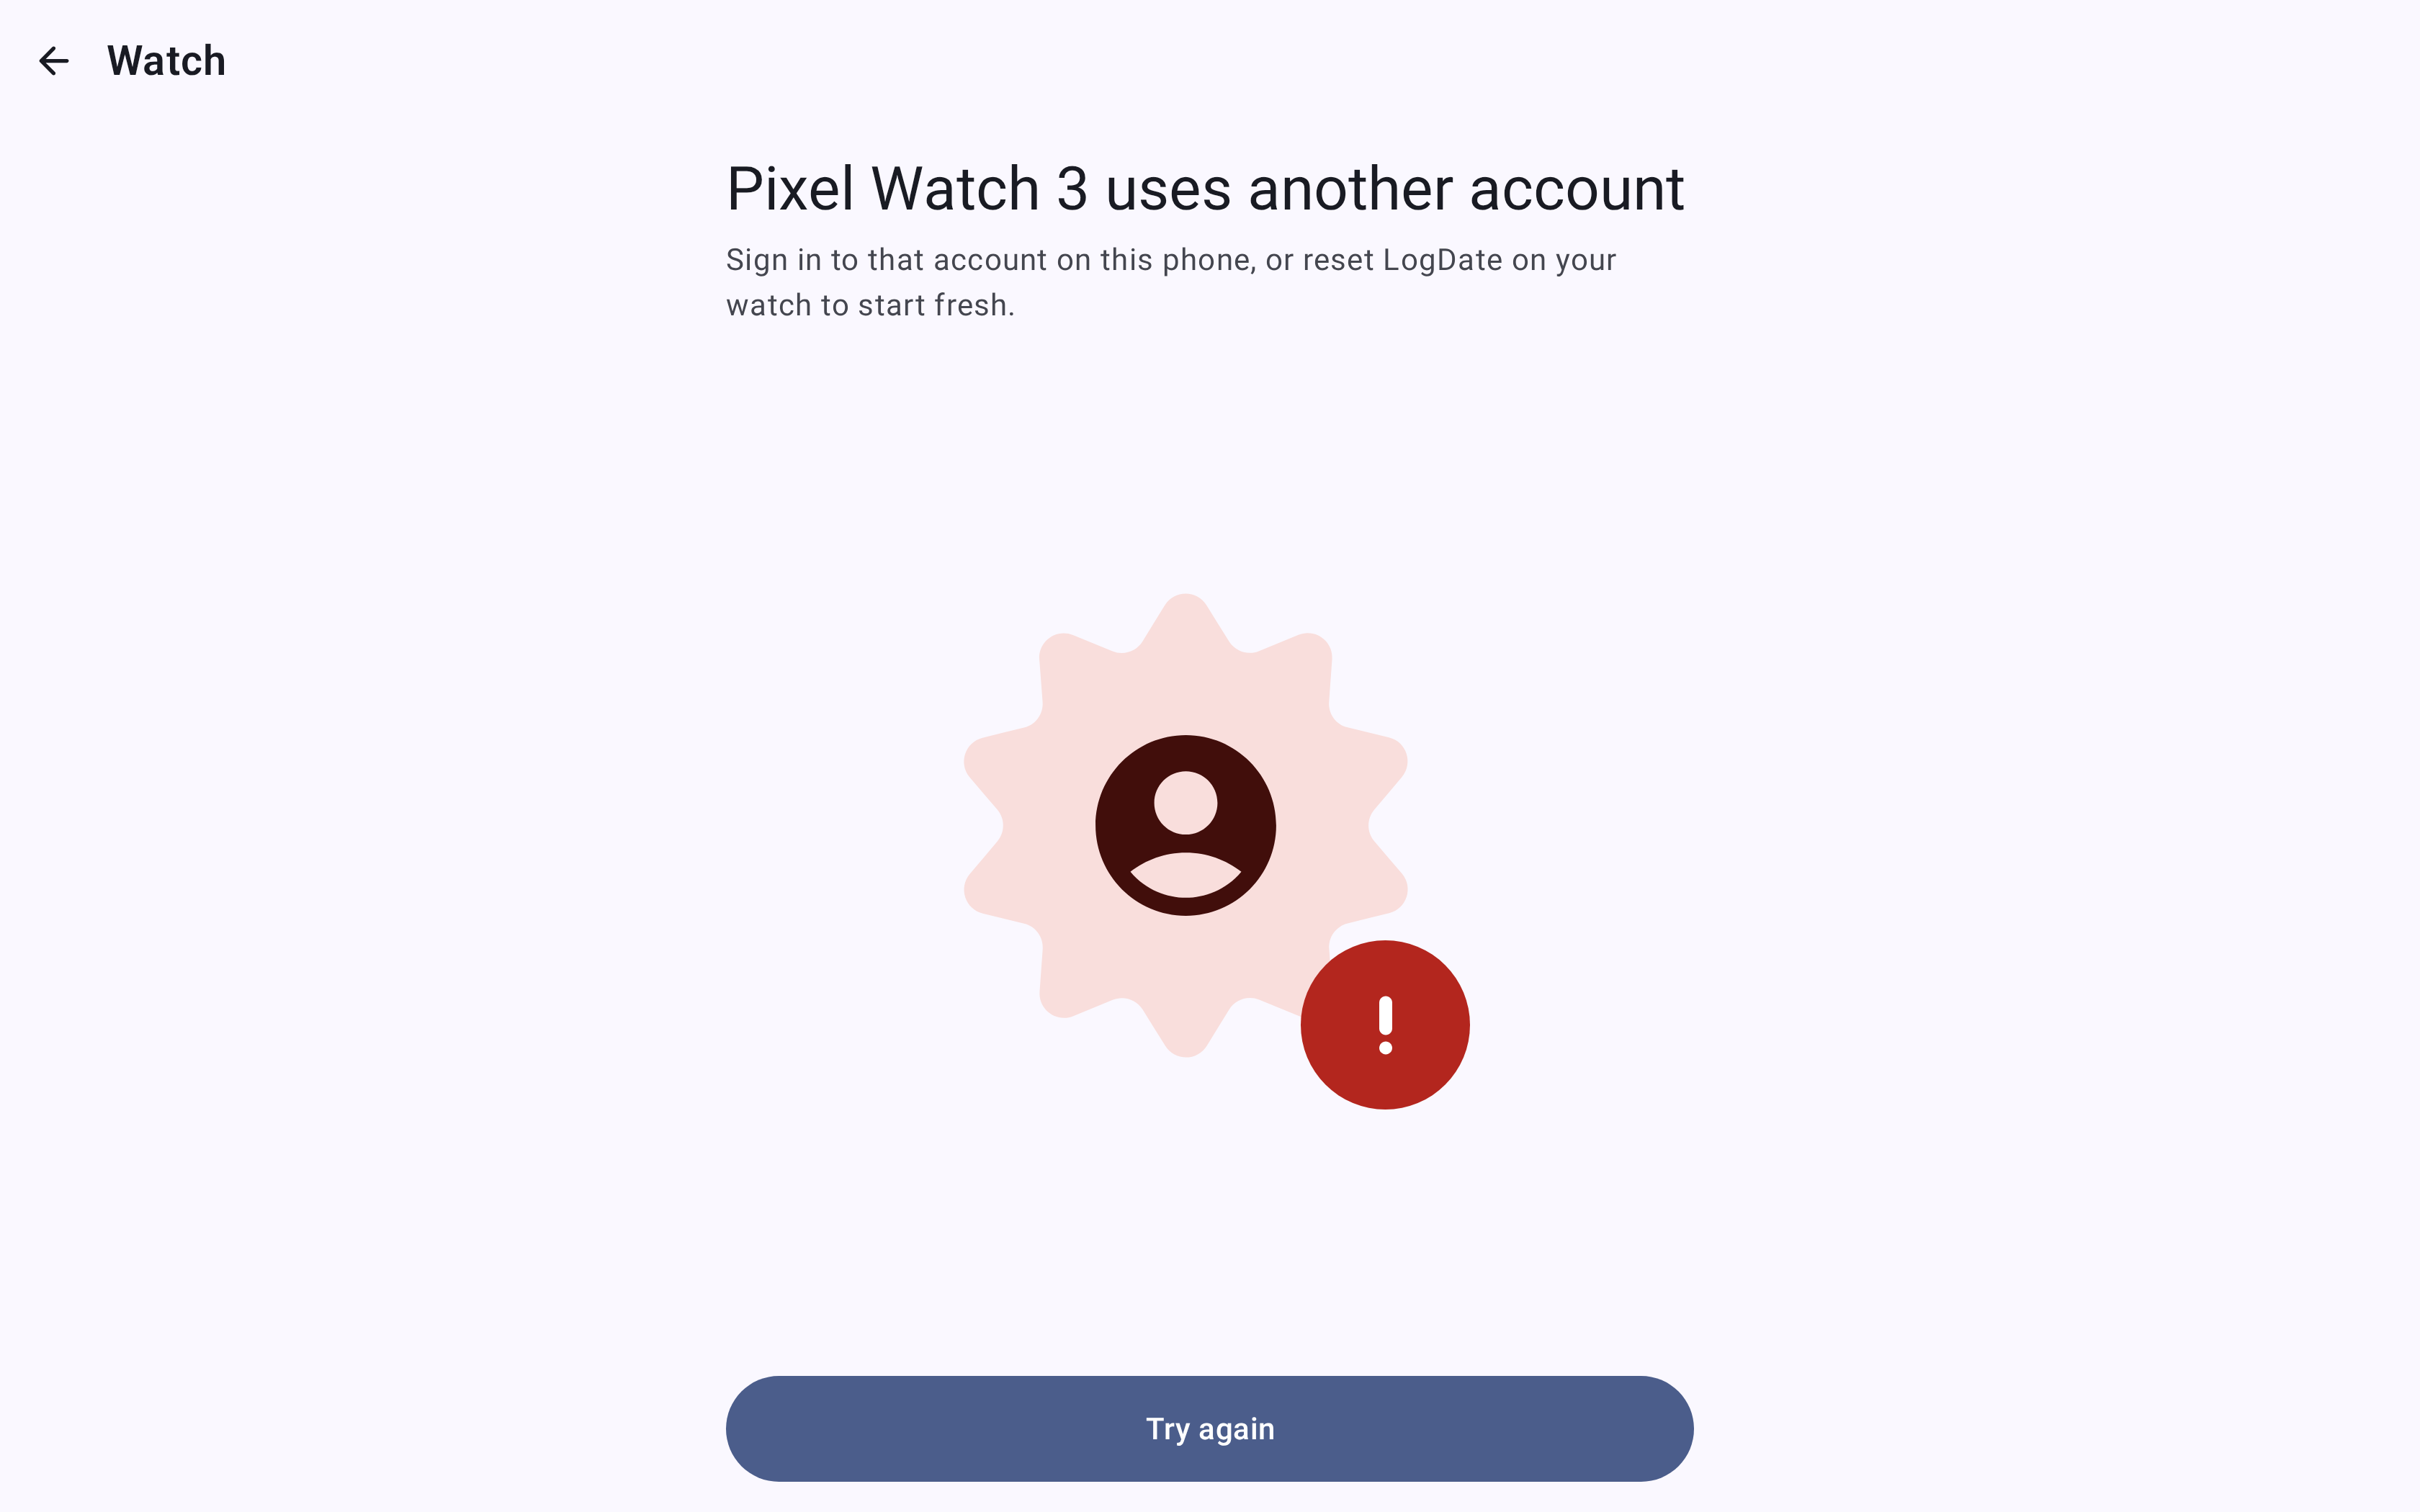 Watch
Pixel Watch 3 uses another account
Sign in to that account on this phone, or reset LogDate on your
watch to start fresh.
Try again